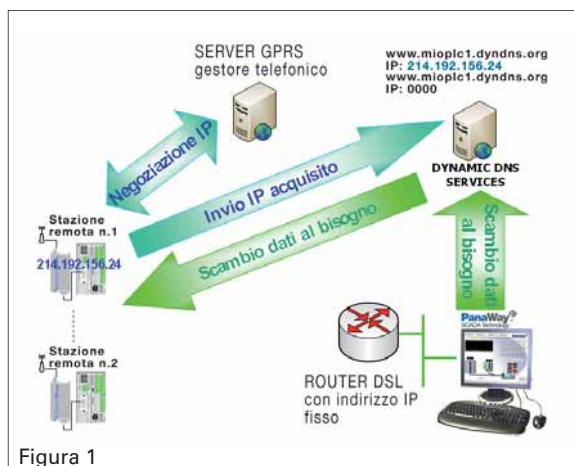 SERVER GPRS
gestore telefonico
www.mioplc1.dyndns.org
IP: 214.192.156.24
www.mioplc1.dyndns.org
IP: 0000
Negoziazione IP
Invio IP acquisito
DYNAMIC DNS
SERVICES
Scambio dati al bisogno
Stazione
remota n.1
214.192.156.24
Scambio dati
al bisogno
PanaWay
SCADA Technology
Stazione
remota n.2
ROUTER DSL
con indirizzo IP
fisso
Figura 1